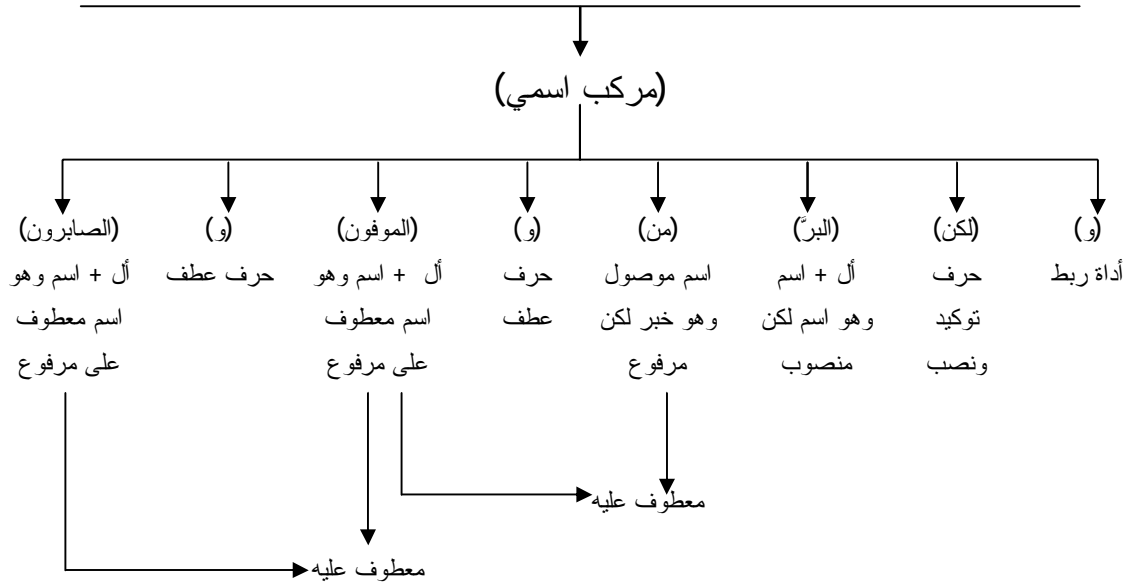 (مركب اسمي)
(و) (لكن) (البرَّ) (من) (و) (الموفون) (و) (الصابرون)
أداة ربط حرف أل + اسم اسم موصول حرف أل + اسم وهو حرف عطف أل + اسم وهو
توكيد وهو اسم لكن وهو خبر لكن عطف اسم معطوف اسم معطوف
ونصب منصوب مرفوع على مرفوع على مرفوع
معطوف عليه
معطوف عليه